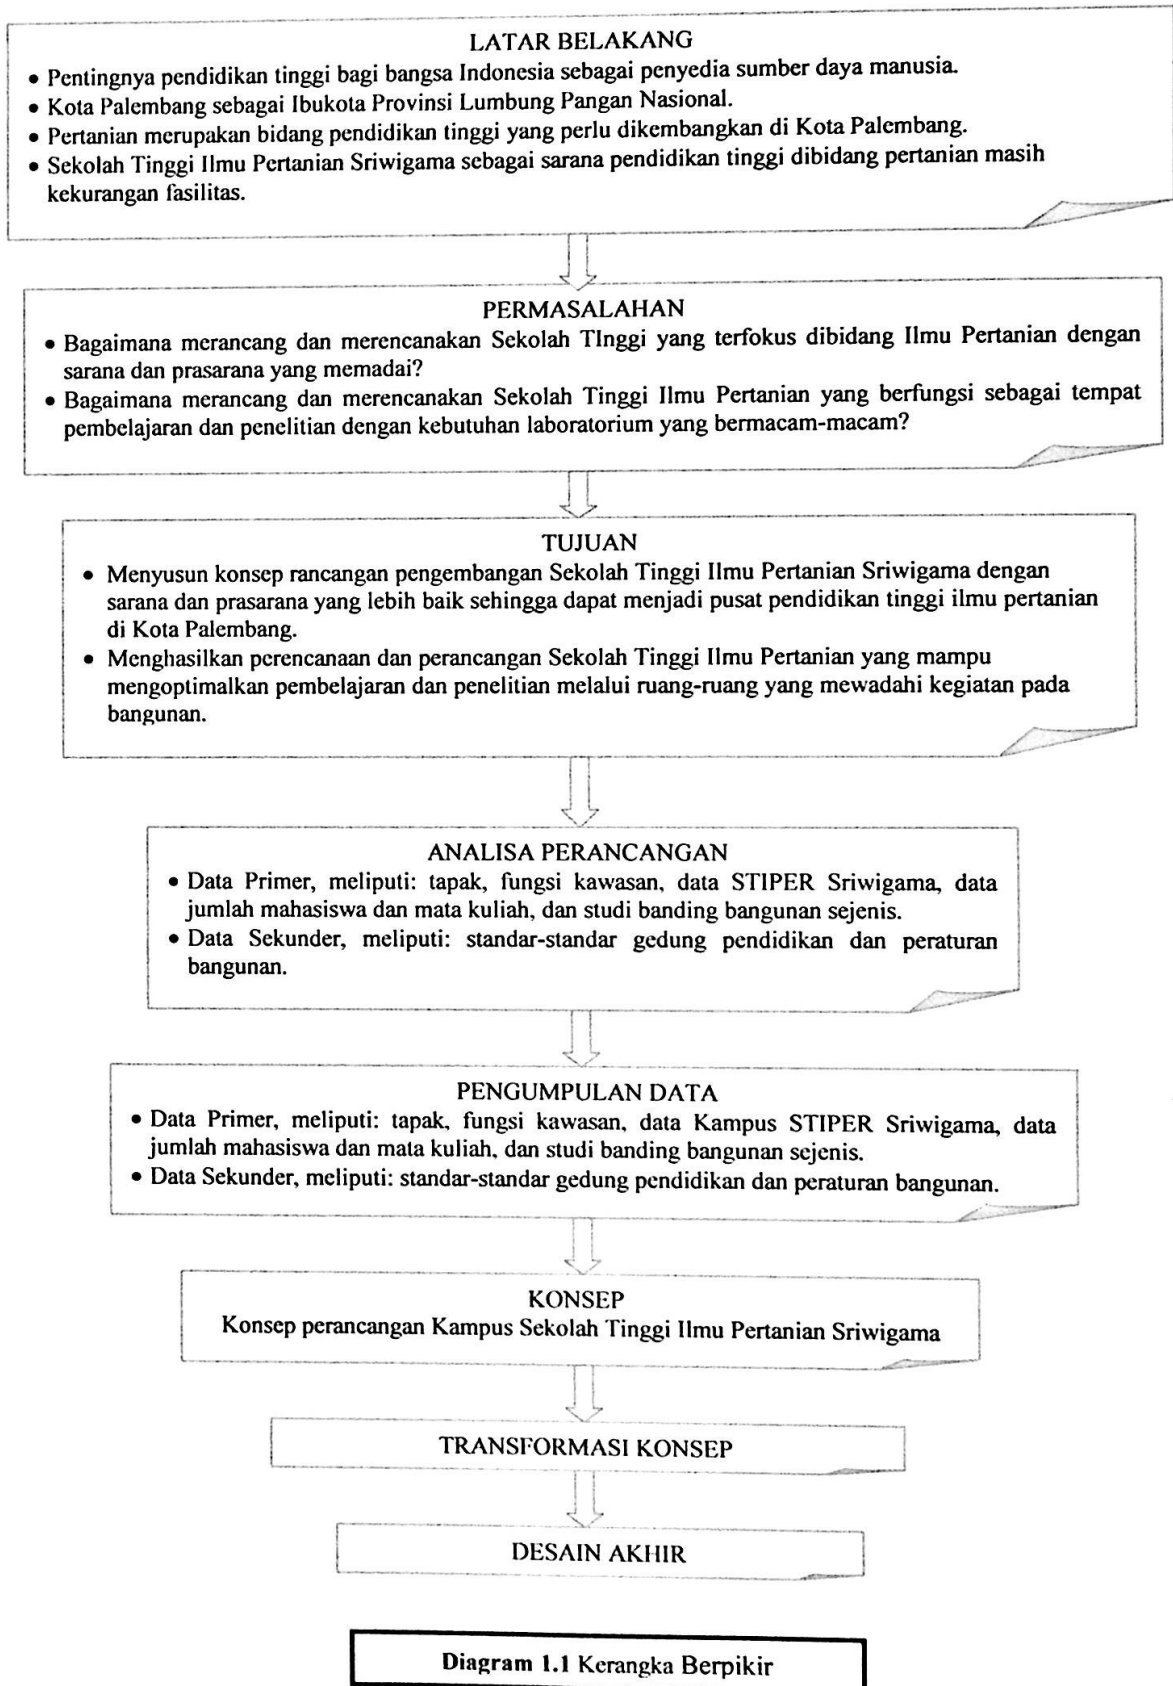 LATAR BELAKANG
• Pentingnya pendidikan tinggi bagi bangsa Indonesia sebagai penyedia sumber daya manusia.
• Kota Palembang sebagai Ibukota Provinsi Lumbung Pangan Nasional.
• Pertanian merupakan bidang pendidikan tinggi yang perlu dikembangkan di Kota Palembang.
• Sekolah Tinggi Ilmu Pertanian Sriwigama sebagai sarana pendidikan tinggi dibidang pertanian masih
kekurangan fasilitas.
PERMASALAHAN
• Bagaimana merancang dan merencanakan Sekolah TInggi yang terfokus dibidang Ilmu Pertanian dengan
sarana dan prasarana yang memadai?
• Bagaimana merancang dan merencanakan Sekolah Tinggi Ilmu Pertanian yang berfungsi sebagai tempat
pembelajaran dan penelitian dengan kebutuhan laboratorium yang bermacam-macam?
TUJUAN
• Menyusun konsep rancangan pengembangan Sekolah Tinggi Ilmu Pertanian Sriwigama dengan
sarana dan prasarana yang lebih baik sehingga dapat menjadi pusat pendidikan tinggi ilmu pertanian
di Kota Palembang.
• Menghasilkan perencanaan dan perancangan Sekolah Tinggi Ilmu Pertanian yang mampu
mengoptimalkan pembelajaran dan penelitian melalui ruang-ruang yang mewadahi kegiatan pada
bangunan.
ANALISA PERANCANGAN
• Data Primer, meliputi: tapak, fungsi kawasan, data STIPER Sriwigama, data
jumlah mahasiswa dan mata kuliah, dan studi banding bangunan sejenis.
• Data Sekunder, meliputi: standar-standar gedung pendidikan dan peraturan
bangunan.
PENGUMPULAN DATA
• Data Primer, meliputi: tapak, fungsi kawasan, data Kampus STIPER Sriwigama, data
jumlah mahasiswa dan mata kuliah, dan studi banding bangunan sejenis.
• Data Sekunder, meliputi: standar-standar gedung pendidikan dan peraturan bangunan.
KONSEP
Konsep perancangan Kampus Sekolah Tinggi Ilmu Pertanian Sriwigama
TRANSFORMASI KONSEP
DESAIN AKHIR
Diagram 1.1 Kerangka Berpikir